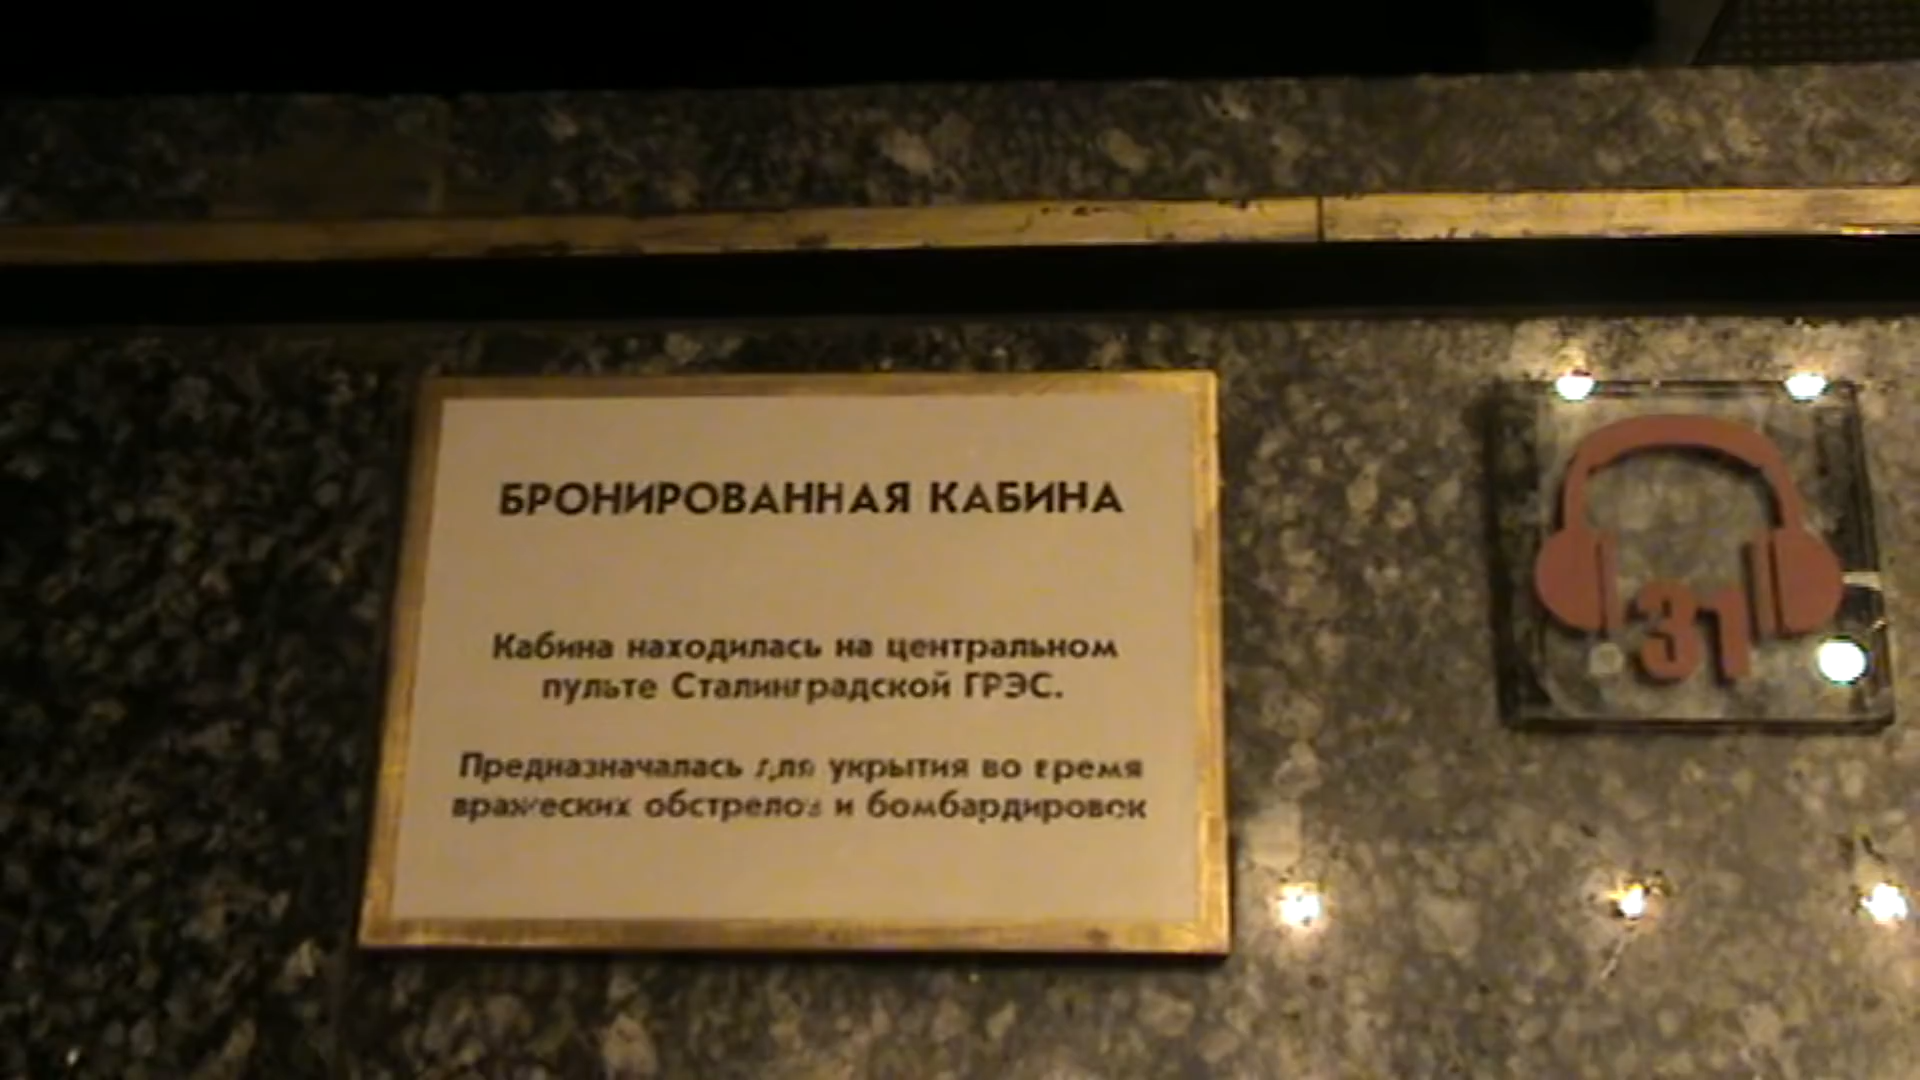 БРОНИРОВАННАЯ КАБИНА
Кабина находилась на центральном
пульте Сталинградской ГРЭС.
Предназначалась для укрытия во время
вражеских обстрелов и бомбардировок
31